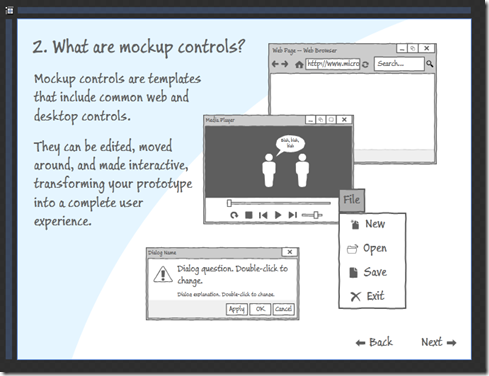 2. What are mockup controls?
Mockup controls are templates
that include common web and
desktop controls.
They can be edited, moved
around, and made interactive,
transforming your prototype
into a complete user
experience.
Web Page – Web Browser
http://www.micro
Search...
Media Player
Blah, blah,
blah
File
New
Open
Save
Exit
Dialog Name
Dialog question. Double-click to
change.
Dialog explanation. Double-click to change.
Apply OK Cancel
Back Next